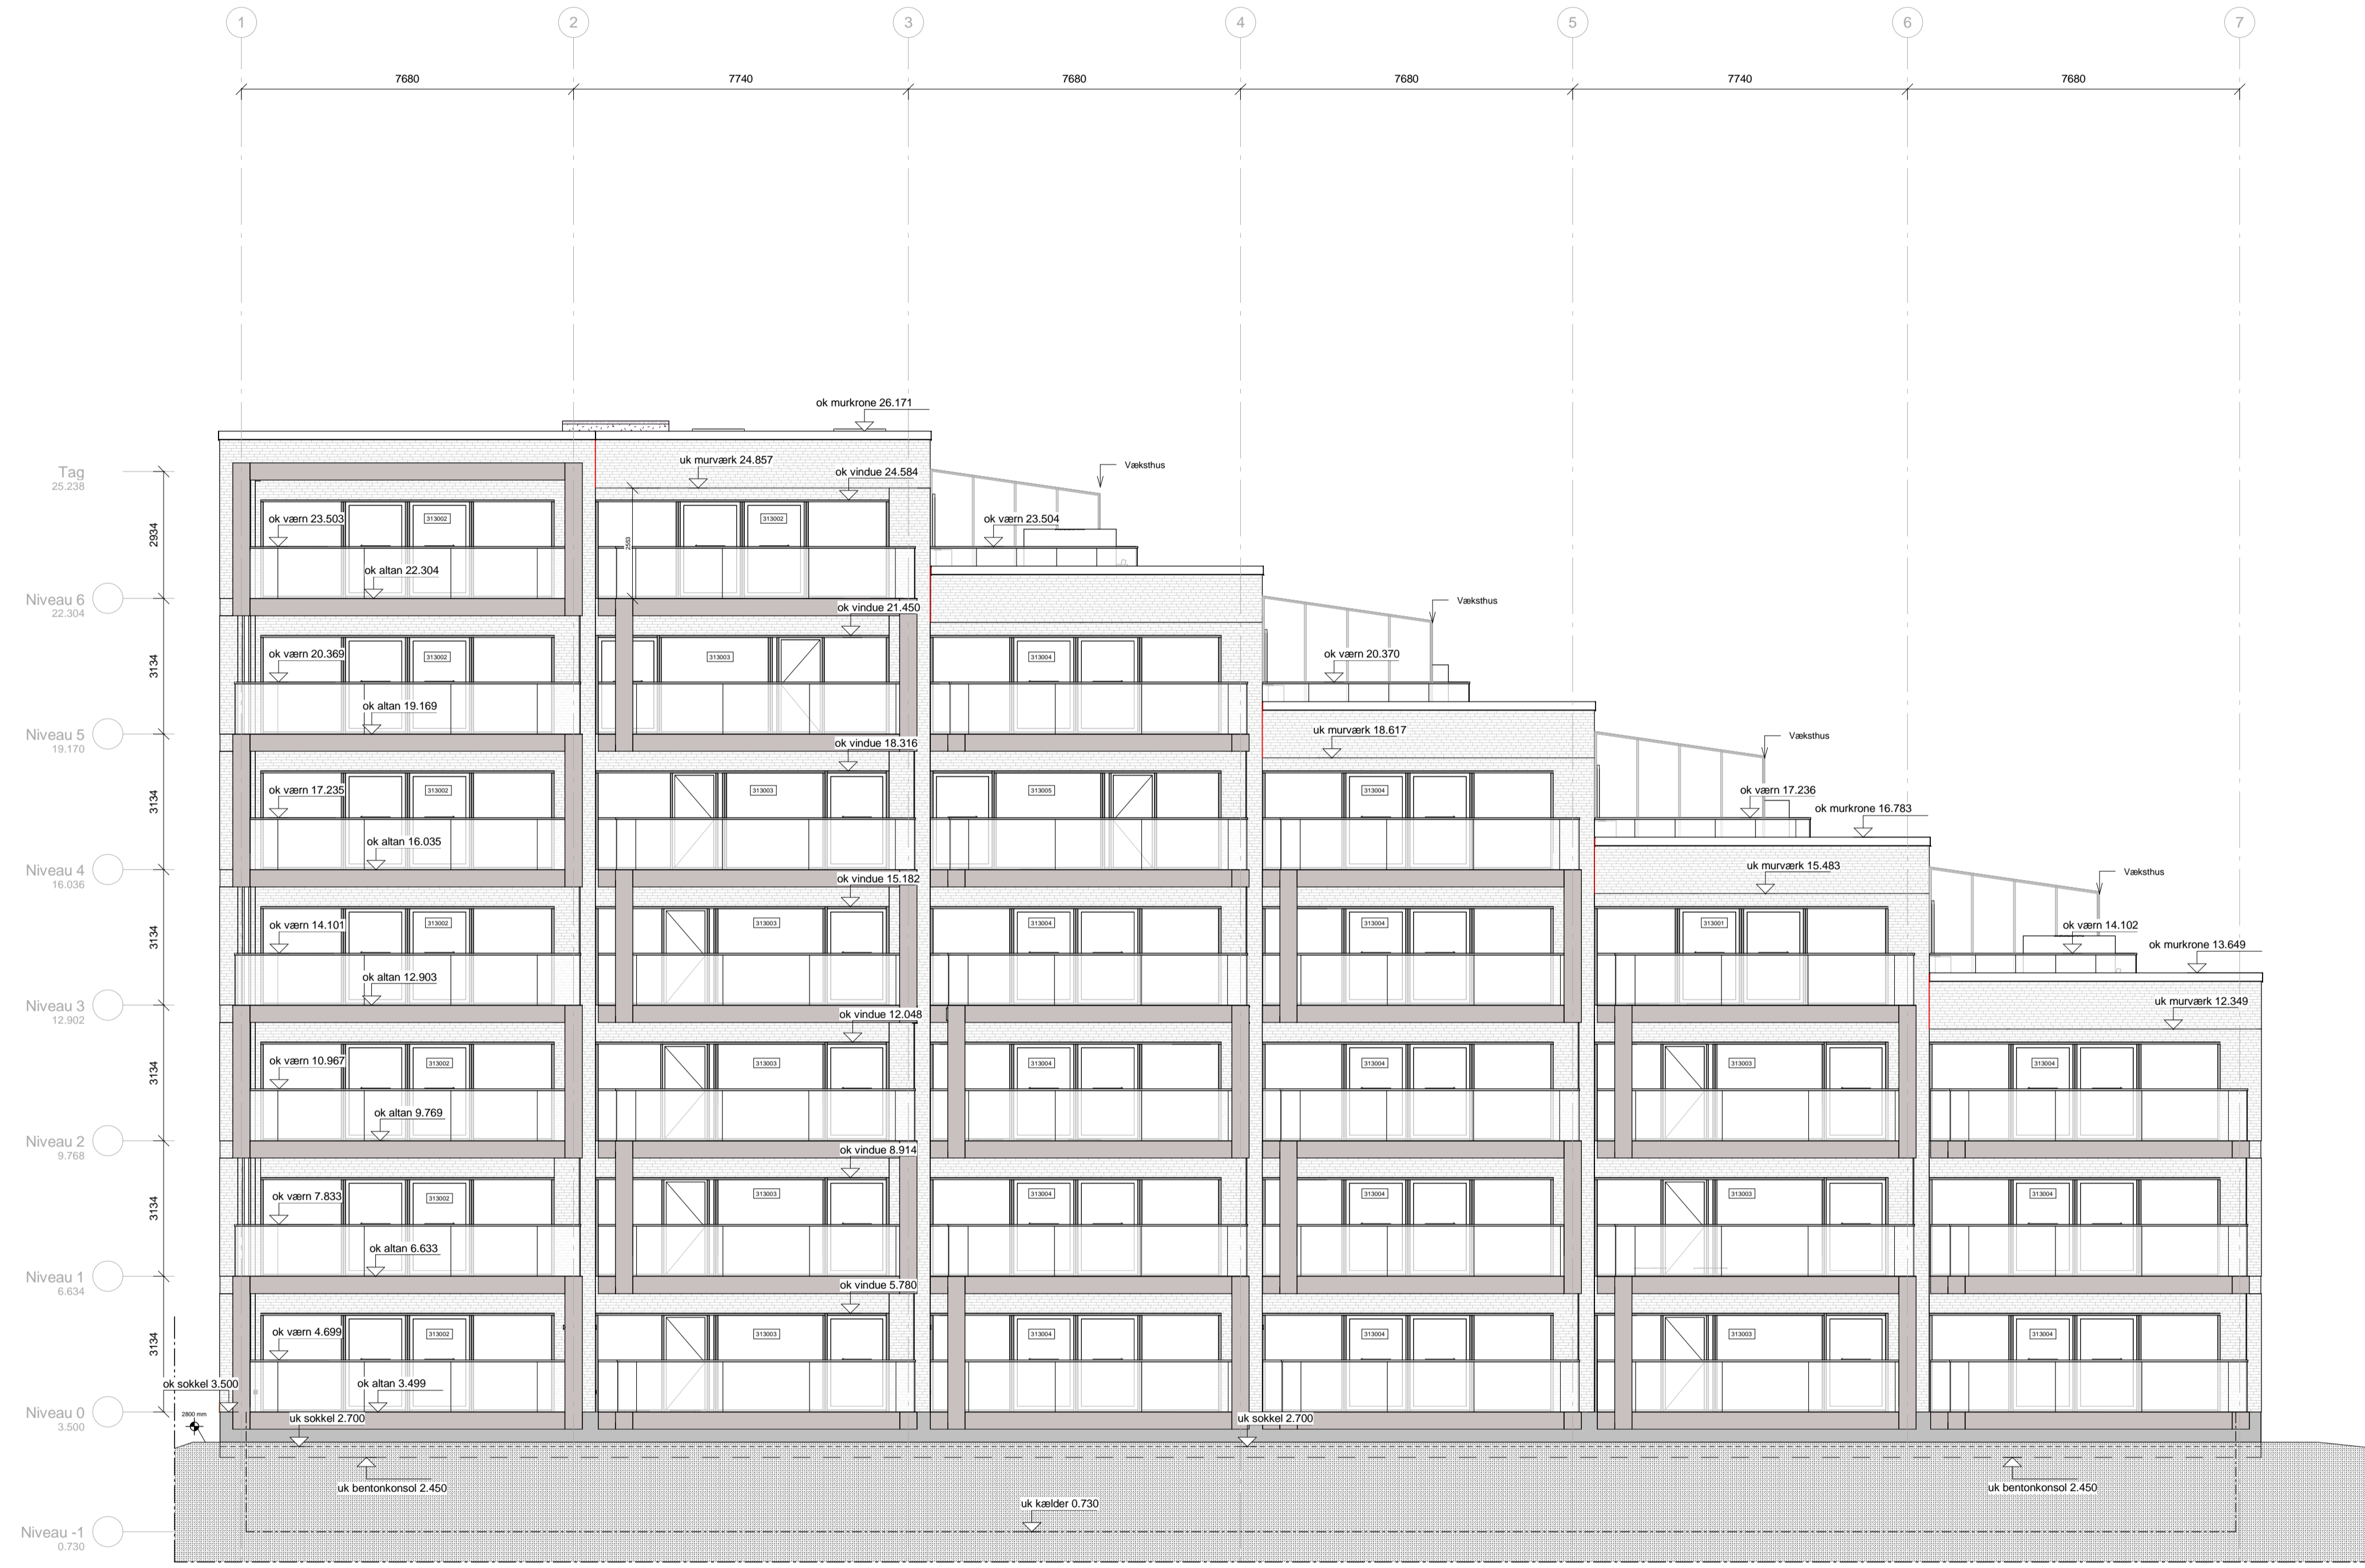 1 2 3 4 5 6 7
7680 7740 7680 7680 7740 7680
ok murkrone 26.171
uk murværk 24.857
Væksthus
Tag
25.238
ok vindue 24.584
ok værn 23.503
313002
313002
ok værn 23.504
2934
2553
ok altan 22.304
Niveau 6
22.304
ok vindue 21.450
Væksthus
ok værn 20.369
313002
313003
313004
ok værn 20.370
3134
ok altan 19.169
Niveau 5
19.170
ok vindue 18.316
uk murværk 18.617
Væksthus
ok værn 17.235
313002
313003
313005
313004
ok værn 17.236
3134
ok murkrone 16.783
ok altan 16.035
Niveau 4
16.036
ok vindue 15.182
uk murværk 15.483
Væksthus
ok værn 14.101
313002
313003
313004
313004
313001
ok værn 14.102
3134
ok murkrone 13.649
ok altan 12.903
Niveau 3
12.902
ok vindue 12.048
uk murværk 12.349
ok værn 10.967
313002
313003
313004
313004
313003
313004
3134
ok altan 9.769
Niveau 2
9.768
ok vindue 8.914
ok værn 7.833
313002
313003
313004
313004
313003
313004
3134
ok altan 6.633
Niveau 1
6.634
ok vindue 5.780
ok værn 4.699
313002
313003
313004
313004
313003
313004
3134
ok sokkel 3.500
ok altan 3.499
Niveau 0
3.500
2800 mm
uk sokkel 2.700
uk sokkel 2.700
uk bentonkonsol 2.450
uk bentonkonsol 2.450
uk kælder 0.730
Niveau -1
0.730